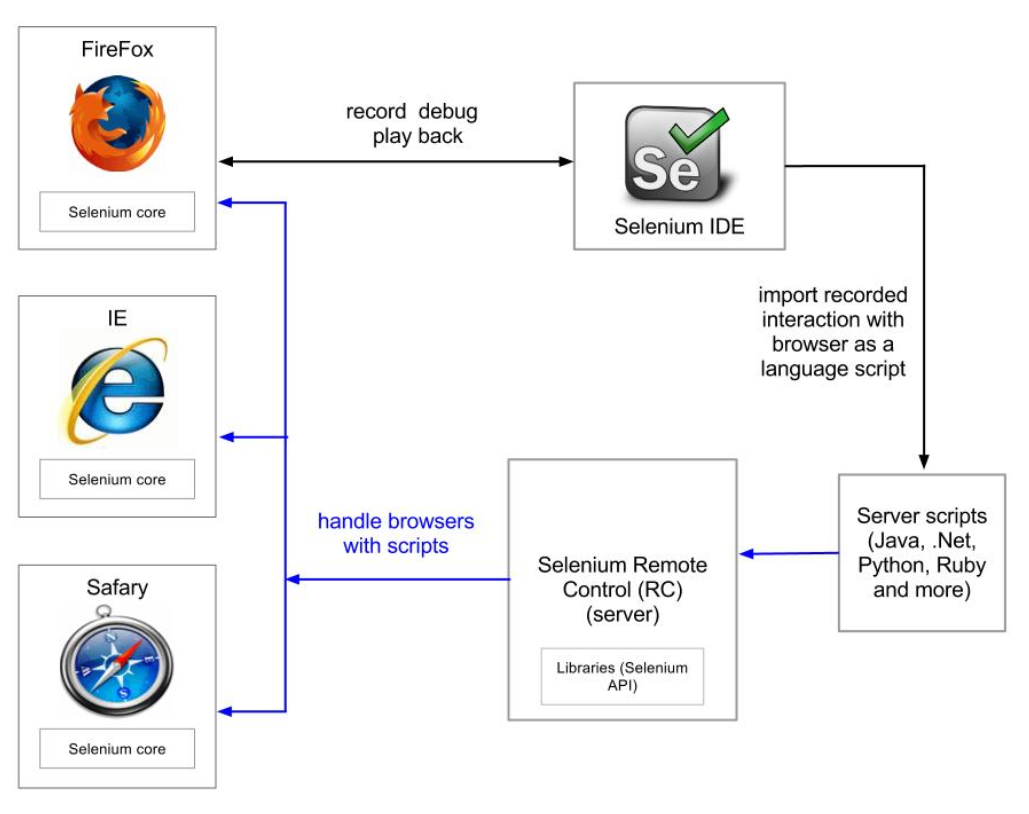 FireFox
Selenium core
record debug
play back
Se
Selenium IDE
import recorded
interaction with
browser as a
language script
IE
Selenium core
handle browsers
with scripts
Selenium Remote
Control (RC)
(server)
Libraries (Selenium
API)
Server scripts
(Java, .Net,
Python, Ruby
and more)
Safary
N
E
S
W
Selenium core